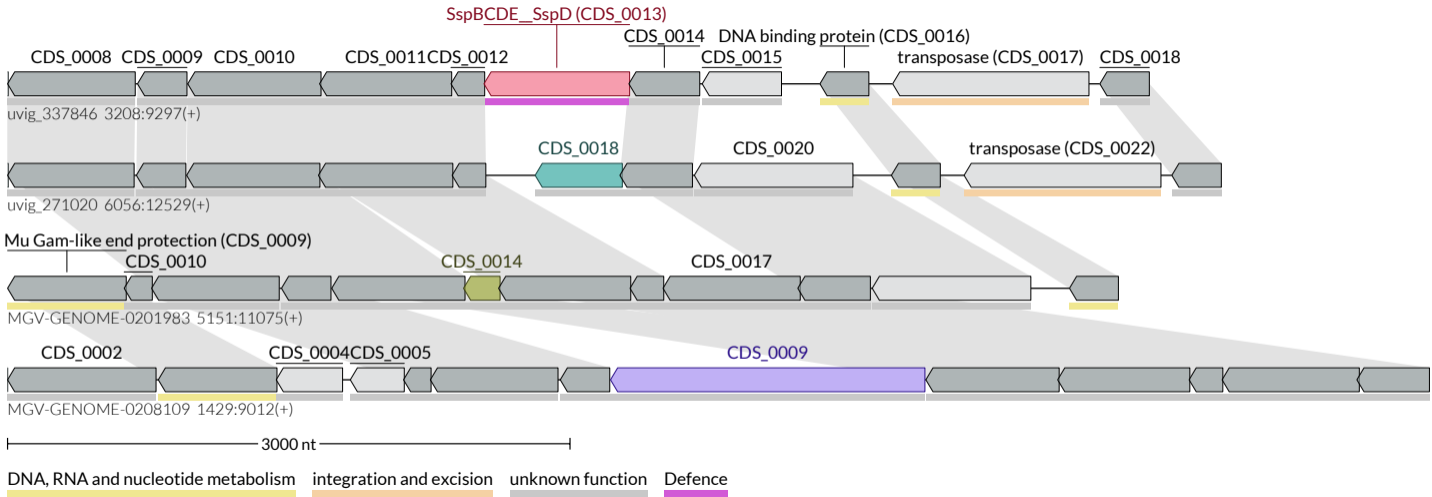 SspBCDE__SspD (CDS_0013)
CDS_0014 DNA binding protein (CDS_0016)
CDS_0008 CDS_0009 CDS_0010 CDS_0011 CDS_0012 CDS_0015 transposase (CDS_0017) CDS_0018
uvig_337846 3208:9297(+)
CDS_0018 CDS_0020 transposase (CDS_0022)
uvig_271020 6056:12529(+)
Mu Gam-like end protection (CDS_0009)
CDS_0010 CDS_0014 CDS_0017
MGV-GENOME-0201983 5151:11075(+)
CDS_0002 CDS_0004 CDS_0005 CDS_0009
MGV-GENOME-0208109 1429:9012(+)
3000 nt
DNA, RNA and nucleotide metabolism integration and excision unknown function Defence